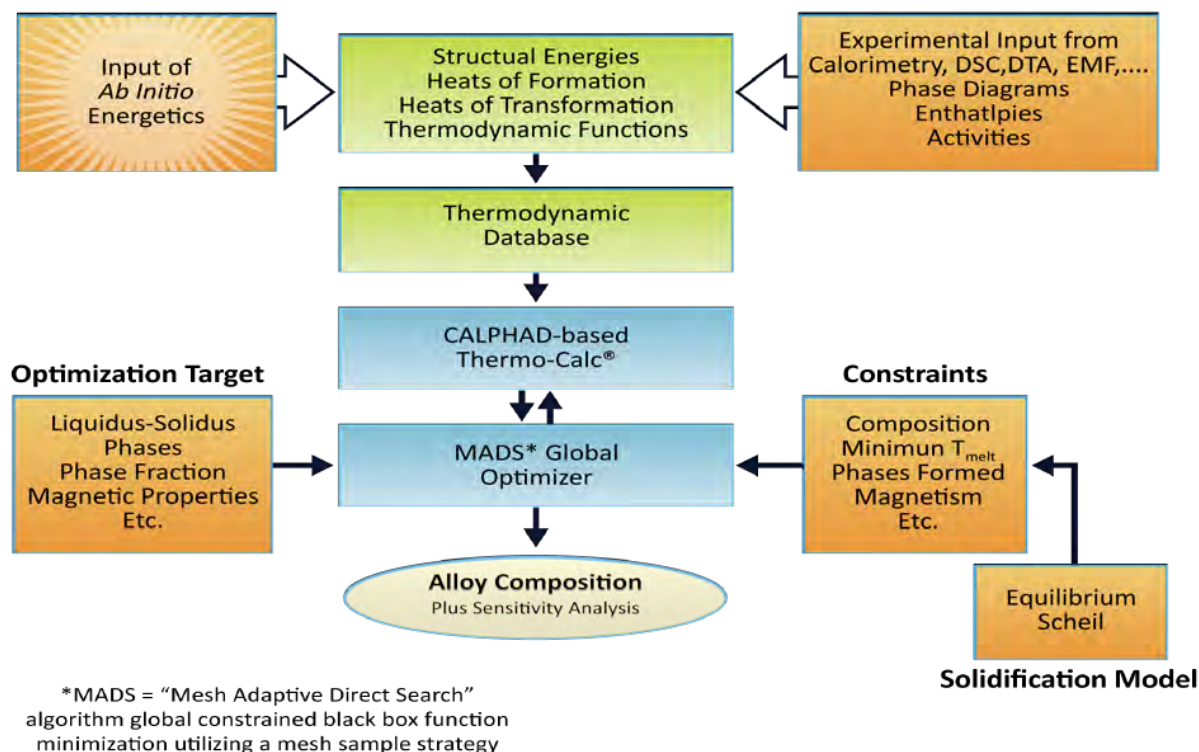 Input of
Ab Initio
Energetics
Structual Energies
Heats of Formation
Heats of Transformation
Thermodynamic Functions
Experimental Input from
Calorimetry, DSC,DTA, EMF,....
Phase Diagrams
Enthatlpies
Activities
Thermodynamic
Database
CALPHAD-based
Thermo-Calc®
Optimization Target
Liquidus-Solidus
Phases
Phase Fraction
Magnetic Properties
Etc.
MADS* Global
Optimizer
Constraints
Composition
Minimun Tmelt
Phases Formed
Magnetism
Etc.
Alloy Composition
Plus Sensitivity Analysis
Equilibrium
Scheil
Solidification Model
*MADS = “Mesh Adaptive Direct Search”
algorithm global constrained black box function
minimization utilizing a mesh sample strategy